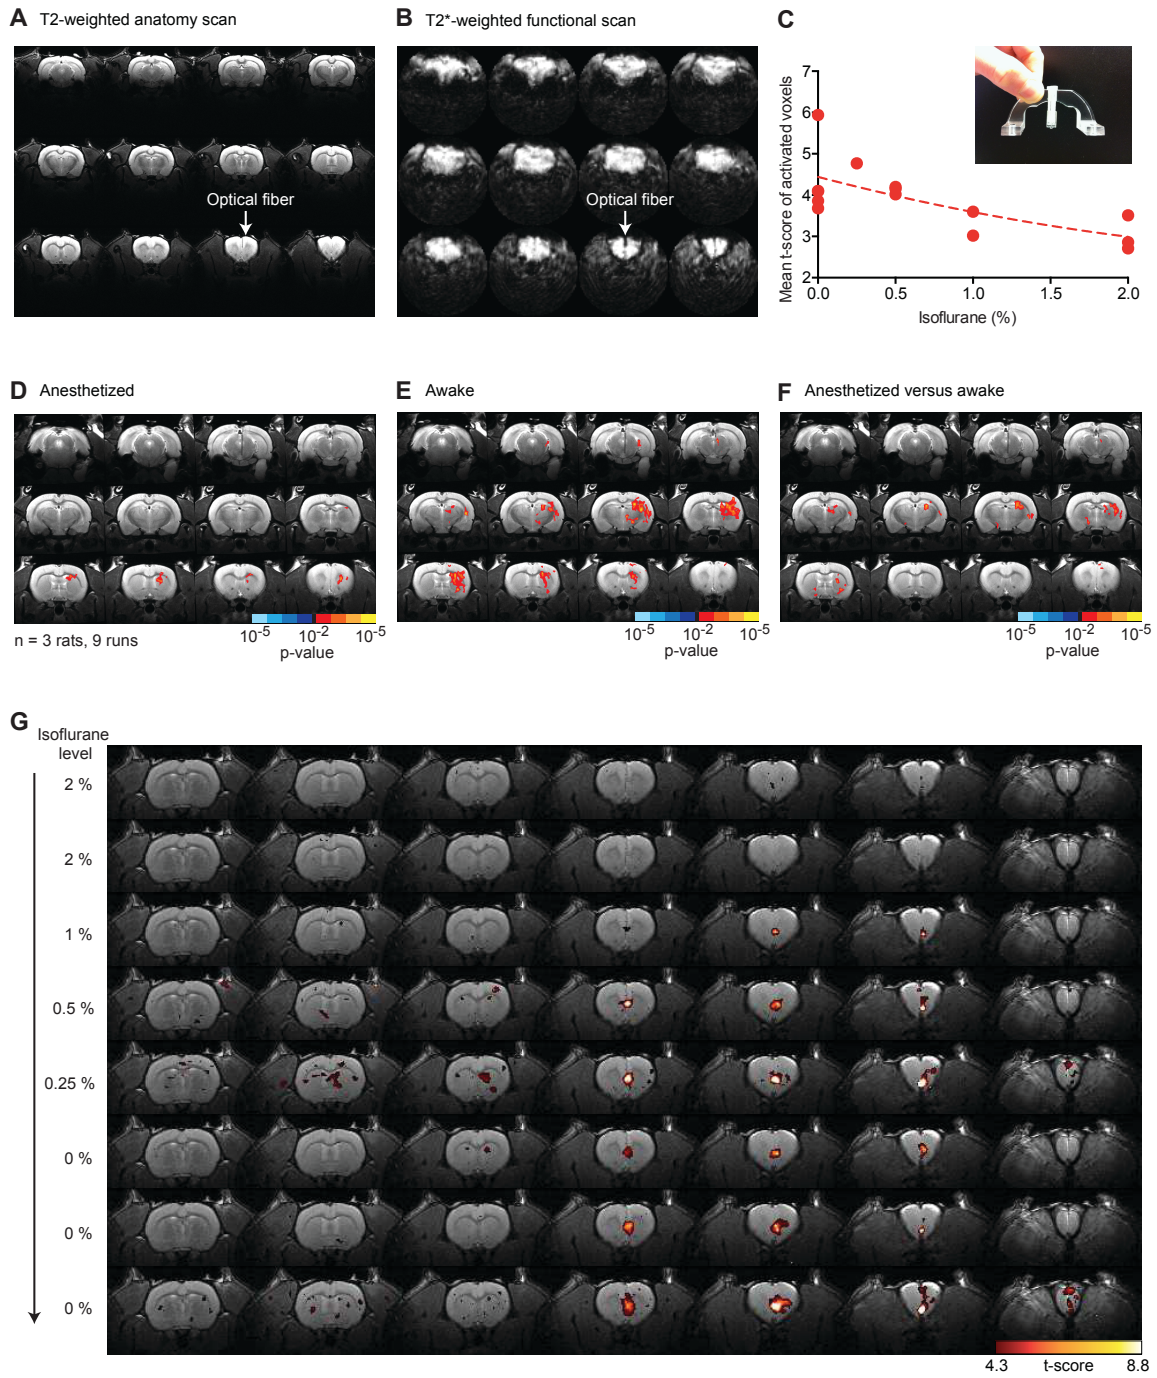 A T2-weighted anatomy scan
Optical fiber
B T2*-weighted functional scan
Optical fiber
C
Mean t-score of activated voxels
7
6
5
4
3
2
0.0 0.5 1.0 1.5 2.0
Isoflurane (%)
D Anesthetized
10-5 10-2 10-5
p-value
n = 3 rats, 9 runs
E Awake
10-5 10-2 10-5
p-value
F Anesthetized versus awake
10-5 10-2 10-5
p-value
G
Isoflurane
level
2 %
2 %
1 %
0.5 %
0.25 %
0 %
0 %
0 %
4.3 t-score 8.8